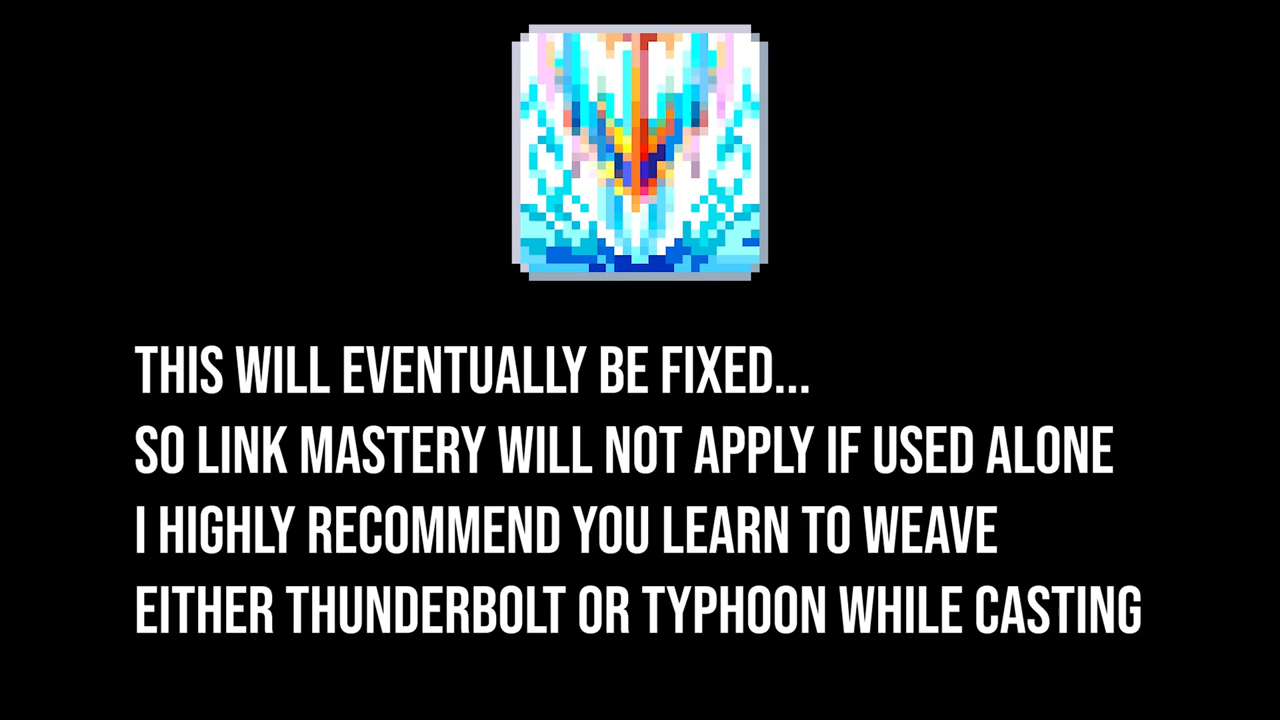 THIS WILL EVENTUALLY BE FIXED...
SO LINK MASTERY WILL NOT APPLY IF USED ALONE
I HIGHLY RECOMMEND YOU LEARN TO WEAVE
EITHER THUNDERBOLT OR TYPHOON WHILE CASTING